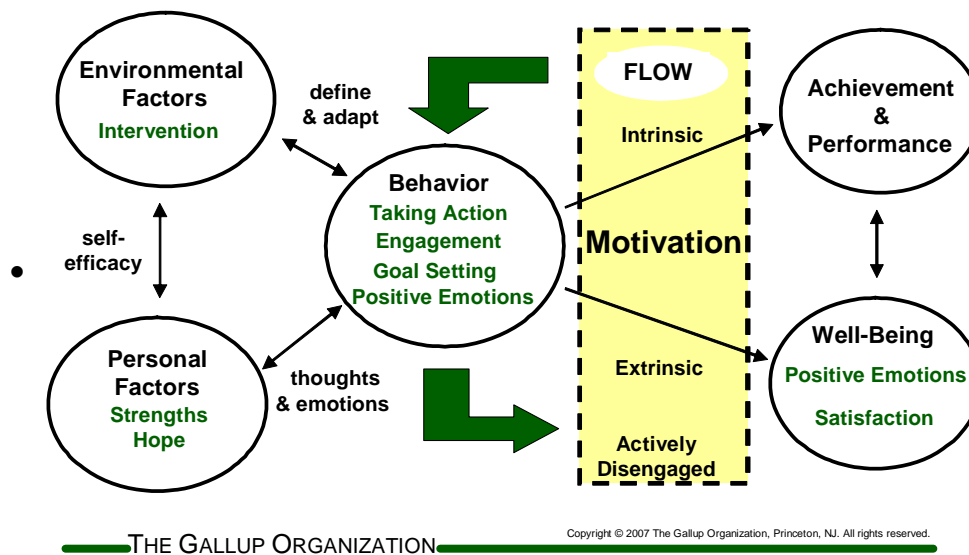 Environmental
Factors
Intervention
define
& adapt
self-
efficacy
Personal
Factors
Strengths
Hope
thoughts
& emotions
Behavior
Taking Action
Engagement
Goal Setting
Positive Emotions
FLOW
Intrinsic
Motivation
Extrinsic
Actively
Disengaged
Achievement
&
Performance
Well-Being
Positive Emotions
Satisfaction
THE GALLUP ORGANIZATION
Copyright © 2007 The Gallup Organization, Princeton, NJ. All rights reserved.